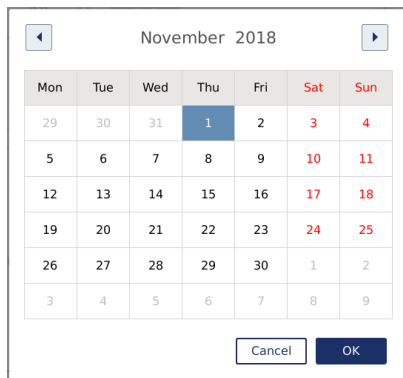 November 2018
Mon Tue Wed Thu Fri Sat Sun
29 30 31 1 2 3 4
5 6 7 8 9 10 11
12 13 14 15 16 17 18
19 20 21 22 23 24 25
26 27 28 29 30 1 2
3 4 5 6 7 8 9
Cancel OK